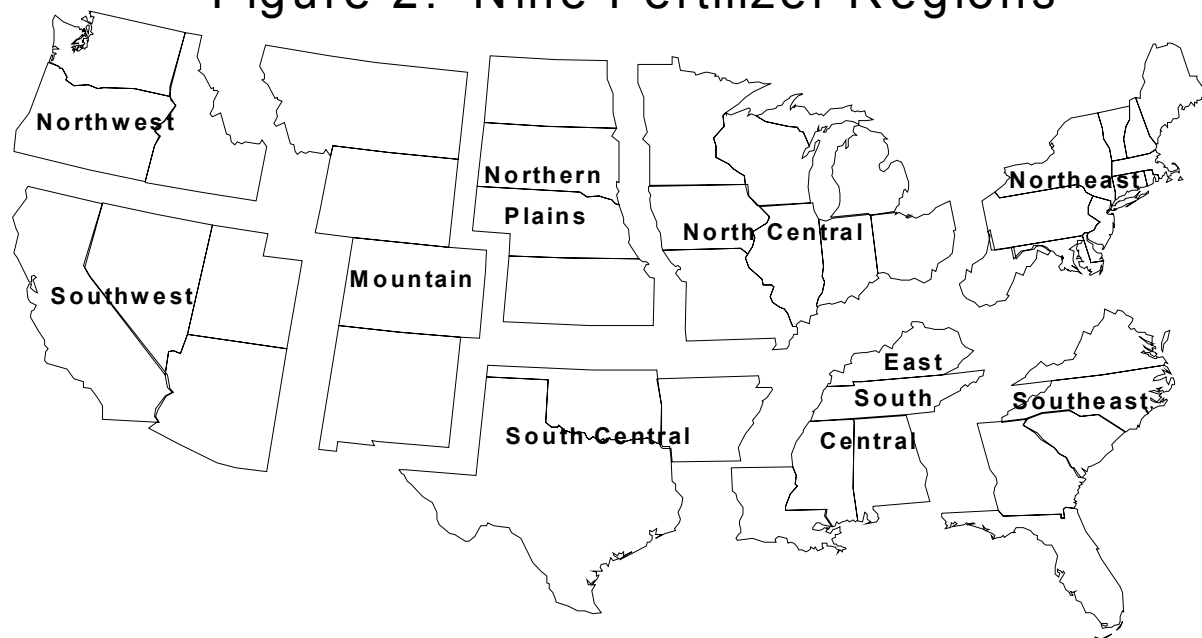 Figure 2. Nine Fertilizer Regions
Northwest
Northern
Plains
Northeast
North Central
Mountain
Southwest
East
South
Central
Southeast
South Central